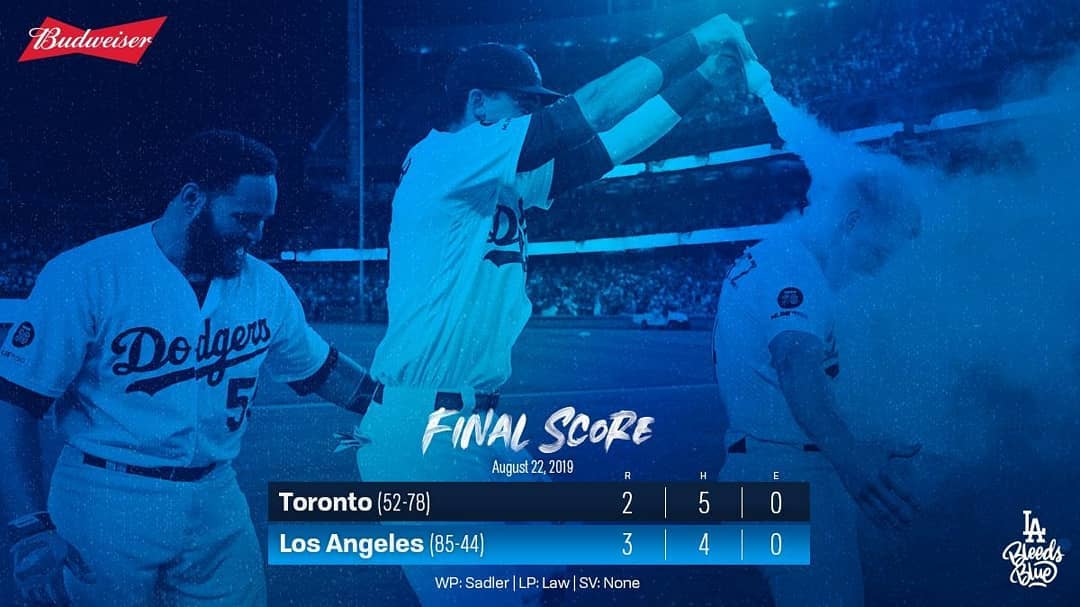 Budweiser
Dodgers
5
FINAL SCORE
August 22, 2019
R H E
Toronto (52-78) 2 5 0
Los Angeles (85-44) 3 4 0
WP: Sadler | LP: Law | SV: None
LA
Bleeds
Blue